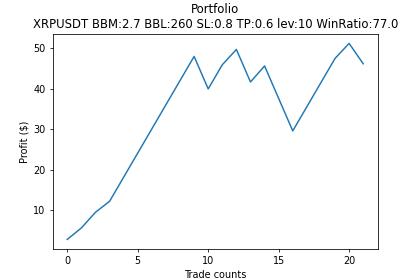 Portfolio
XRPUSDT BBM:2.7 BBL:260 SL:0.8 TP:0.6 lev:10 WinRatio:77.0
50
40
30
20
10
Profit ($)
0 5 10 15 20
Trade counts